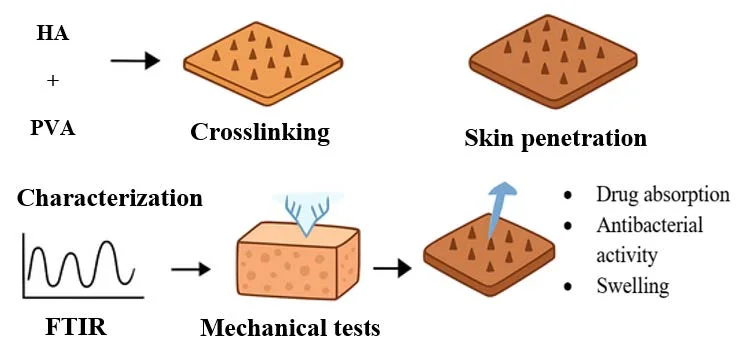 HA
+
PVA
Crosslinking
Skin penetration
Characterization
FTIR
Mechanical tests
• Drug absorption
• Antibacterial
activity
• Swelling